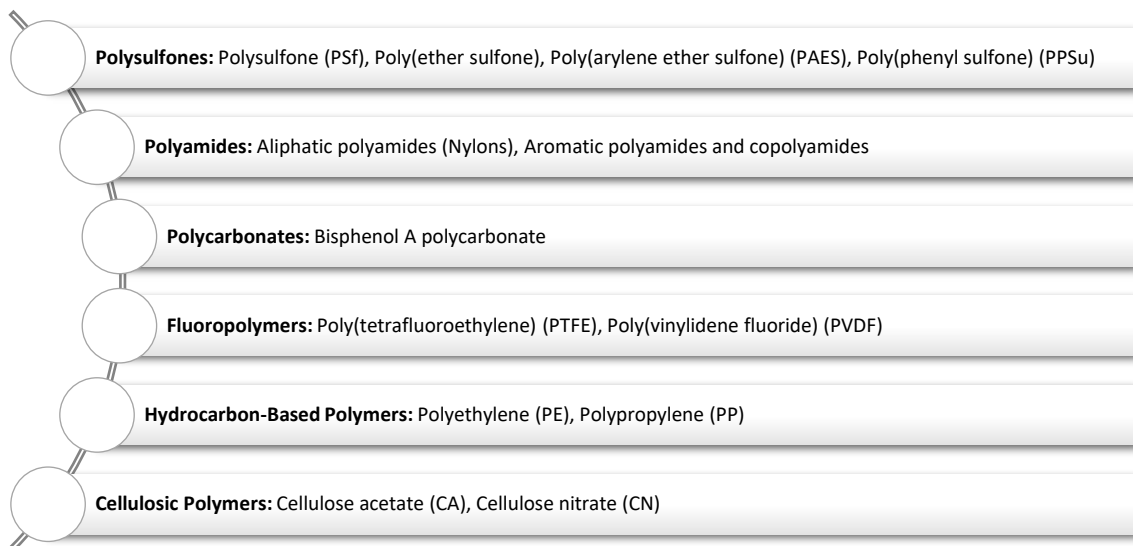 Polysulfones: Polysulfone (PSf), Poly(ether sulfone), Poly(arylene ether sulfone) (PAES), Poly(phenyl sulfone) (PPSu)
Polyamides: Aliphatic polyamides (Nylons), Aromatic polyamides and copolyamides
Polycarbonates: Bisphenol A polycarbonate
Fluoropolymers: Poly(tetrafluoroethylene) (PTFE), Poly(vinylidene fluoride) (PVDF)
Hydrocarbon-Based Polymers: Polyethylene (PE), Polypropylene (PP)
Cellulosic Polymers: Cellulose acetate (CA), Cellulose nitrate (CN)